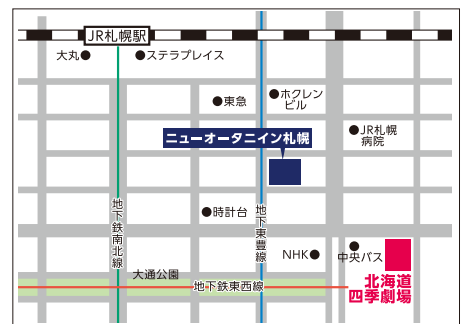 JR札幌駅
大丸
ステラプレイス
東急
ホクレン
ビル
JR札幌
病院
ニューオータニイン札幌
地下鉄南北線
時計台
地下東豊線
NHK
中央バス
大通公園
地下鉄東西線
北海道
四季劇場